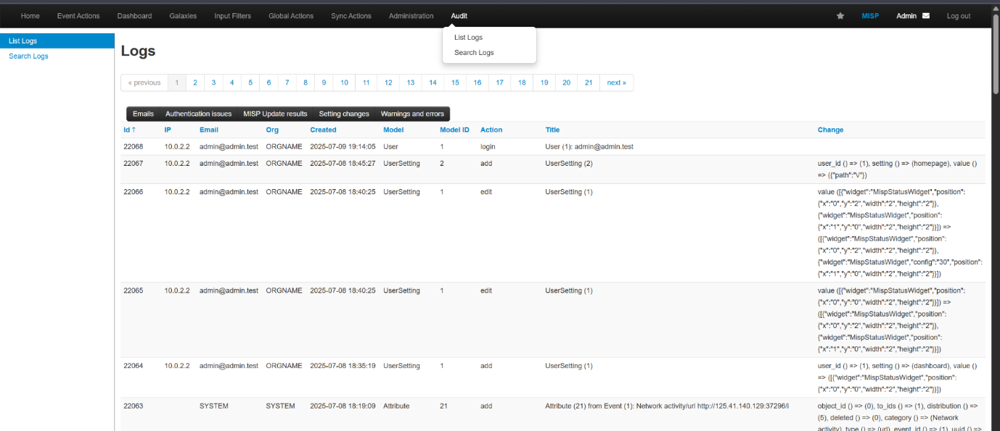 Home Event Actions Dashboard Galaxies Input Filters Global Actions Sync Actions Administration Audit MISP Admin Log out
List Logs
Search Logs
List Logs
Search Logs
Logs
« previous 1 2 3 4 5 6 7 8 9 10 11 12 13 14 15 16 17 18 19 20 21 next »
Emails Authentication issues MISP Update results Setting changes Warnings and errors
Id ↑ IP Email Org Created Model Model ID Action Title Change
22068 10.0.2.2 admin@admin.test ORGNAME 2025-07-09 19:14:05 User 1 login User (1): admin@admin.test
22067 10.0.2.2 admin@admin.test ORGNAME 2025-07-08 18:45:27 UserSetting 2 add UserSetting (2) user_id () => (1), setting () => (homepage), value ()
=> ({"path":"\/"})
22066 10.0.2.2 admin@admin.test ORGNAME 2025-07-08 18:40:25 UserSetting 1 edit UserSetting (1) value ([{"widget":"MispStatusWidget","position":
{"x":"0","y":"2","width":"2","height":"2"}},
{"widget":"MispStatusWidget","position":
{"x":"1","y":"0","width":"2","height":"2"}}]) =>
([{"widget":"MispStatusWidget","position":
{"x":"0","y":"2","width":"2","height":"2"}},
{"widget":"MispStatusWidget","config":"30","position":
{"x":"1","y":"0","width":"2","height":"2"}}])
22065 10.0.2.2 admin@admin.test ORGNAME 2025-07-08 18:40:25 UserSetting 1 edit UserSetting (1) value ([{"widget":"MispStatusWidget","position":
{"x":"0","y":"0","width":"2","height":"2"}}]) =>
([{"widget":"MispStatusWidget","position":
{"x":"0","y":"2","width":"2","height":"2"}},
{"widget":"MispStatusWidget","position":
{"x":"1","y":"0","width":"2","height":"2"}}])
22064 10.0.2.2 admin@admin.test ORGNAME 2025-07-08 18:35:19 UserSetting 1 add UserSetting (1) user_id () => (1), setting () => (dashboard), value ()
=> ([{"widget":"MispStatusWidget","position":
{"x":"0","y":"0","width":"2","height":"2"}}])
22063 SYSTEM SYSTEM 2025-07-08 18:19:09 Attribute 21 add Attribute (21) from Event (1): Network activity/url http://125.41.140.129:37296/i object_id () => (0), to_ids () => (1), distribution () =>
(5), deleted () => (0), category () => (Network
activity), type () => (url), event_id () => (1), uuid () =>